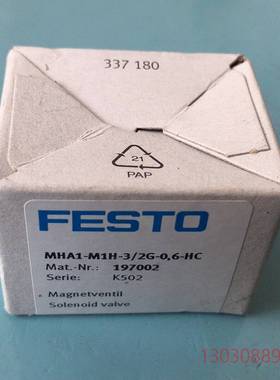 337 180
21
PAP
FESTO
MHA1-M1H-3/2G-0,6-HC
Mat.-Nr.: 197002
Serie: K502
Magnetventil
Solenoid valve
13030889